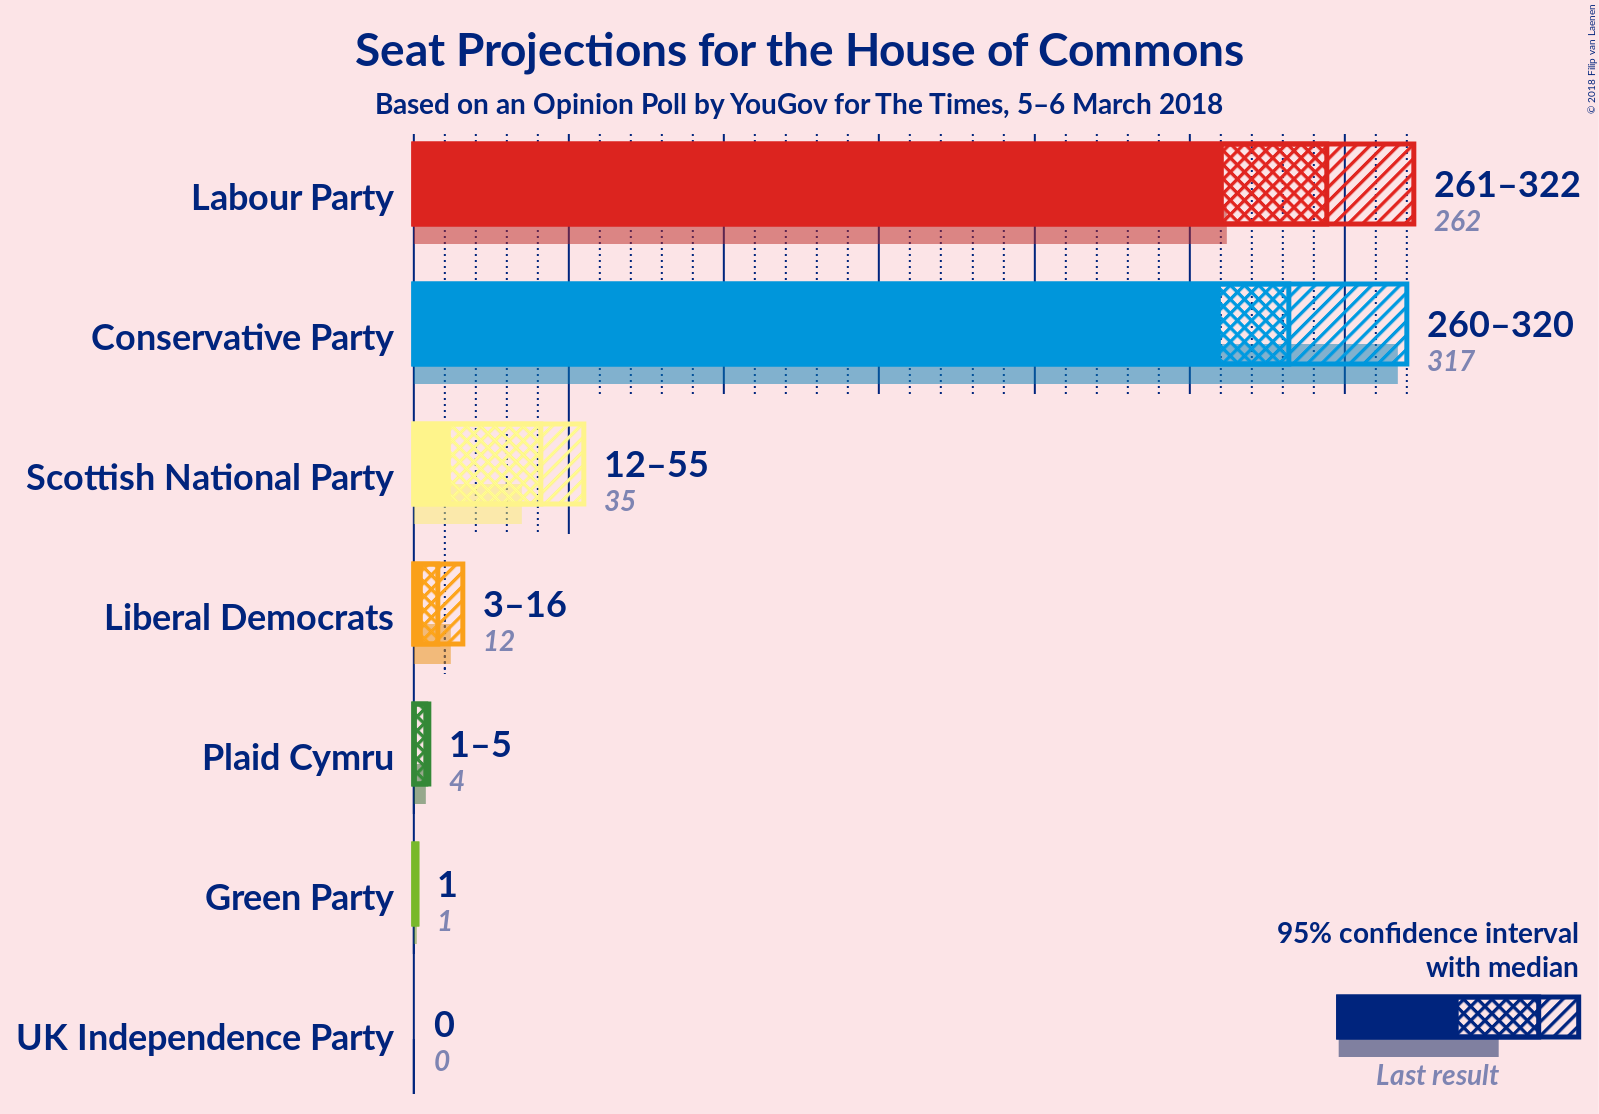 Seat Projections for the House of Commons
Based on an Opinion Poll by YouGov for The Times, 5–6 March 2018
© 2018 Filip van Laenen
Labour Party
261–322
262
Conservative Party
260–320
317
Scottish National Party
12–55
35
Liberal Democrats
3–16
12
Plaid Cymru
1–5
4
Green Party
1
1
UK Independence Party
0
0
95% confidence interval
with median
Last result